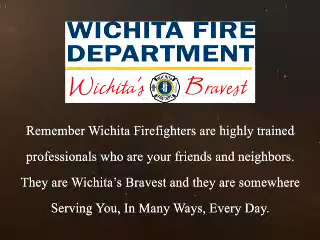 WICHITA FIRE
DEPARTMENT
Wichita's Bravest
Remember Wichita Firefighters are highly trained
professionals who are your friends and neighbors.
They are Wichita’s Bravest and they are somewhere
Serving You, In Many Ways, Every Day.